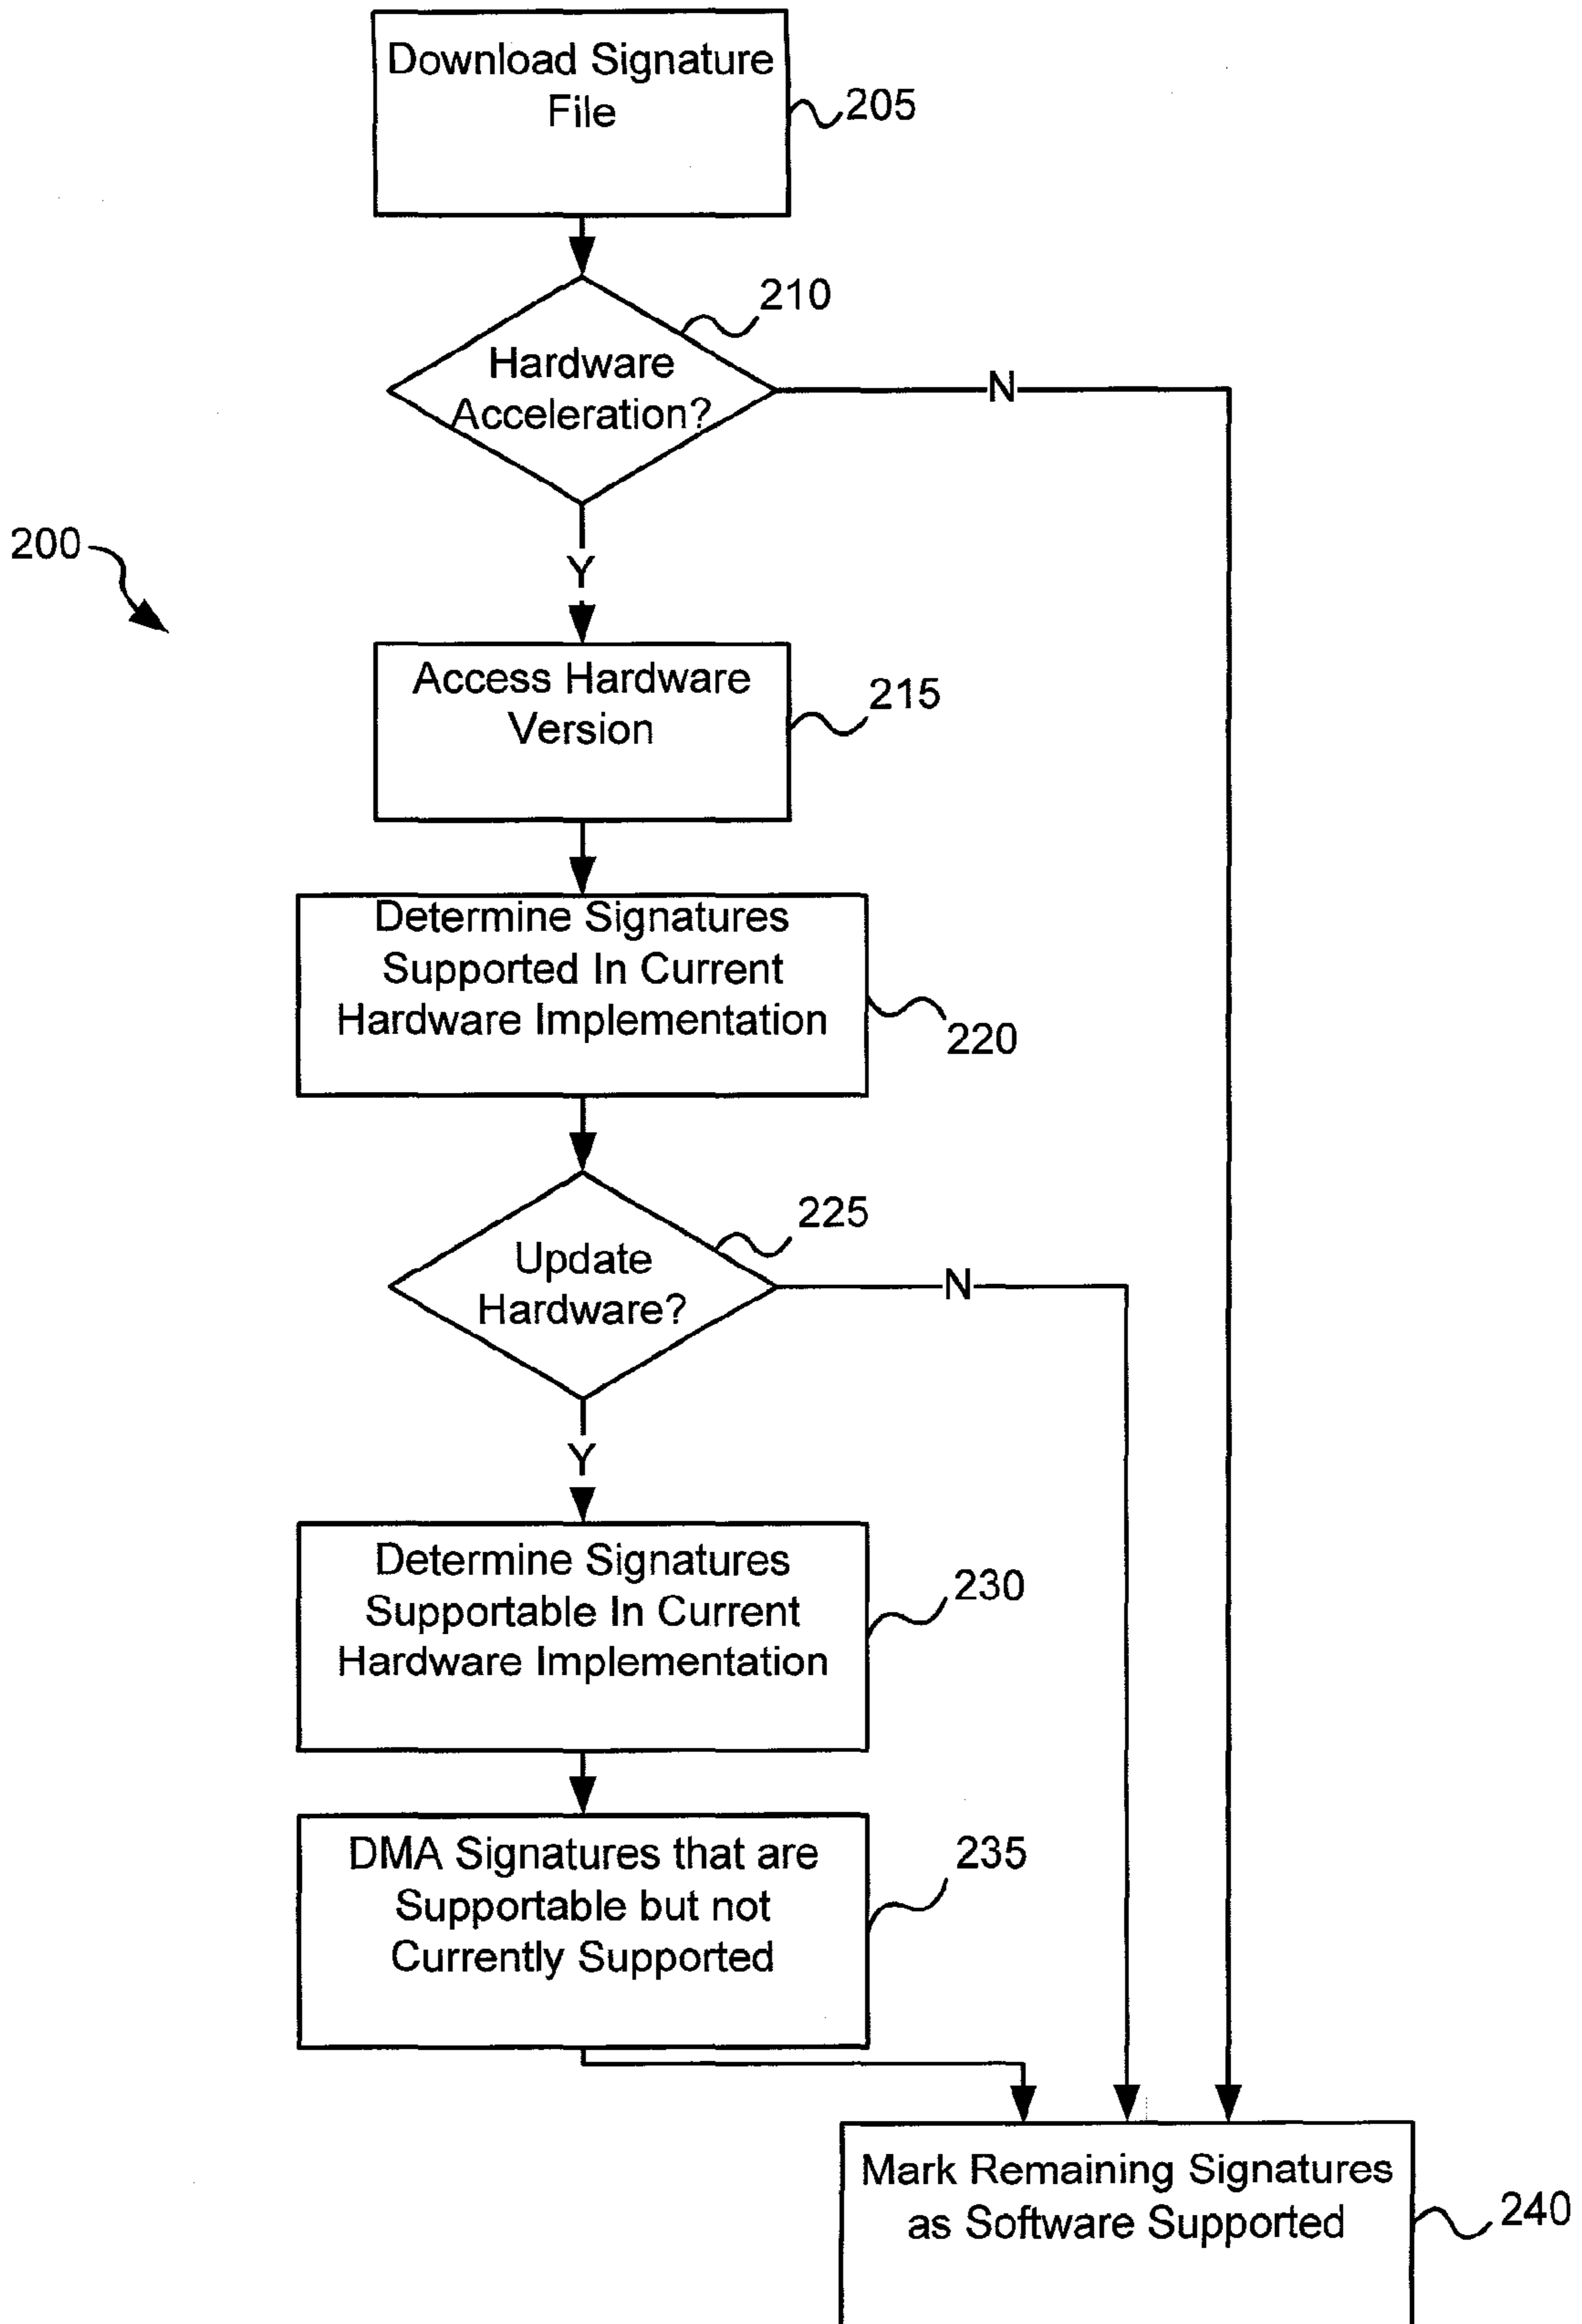 Download Signature
File
205
210
Hardware
Acceleration?
N
200
Y
Access Hardware
Version
215
Determine Signatures
Supported In Current
Hardware Implementation
220
225
Update
Hardware?
N
Y
Determine Signatures
Supportable In Current
Hardware Implementation
230
DMA Signatures that are
Supportable but not
Currently Supported
235
Mark Remaining Signatures
as Software Supported
240